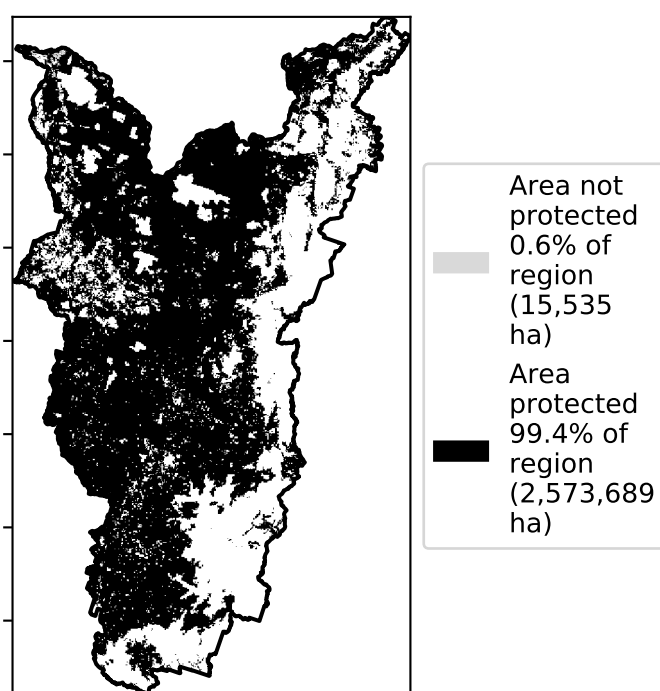 Area not
protected
0.6% of
region
(15,535
ha)
Area
protected
99.4% of
region
(2,573,689
ha)